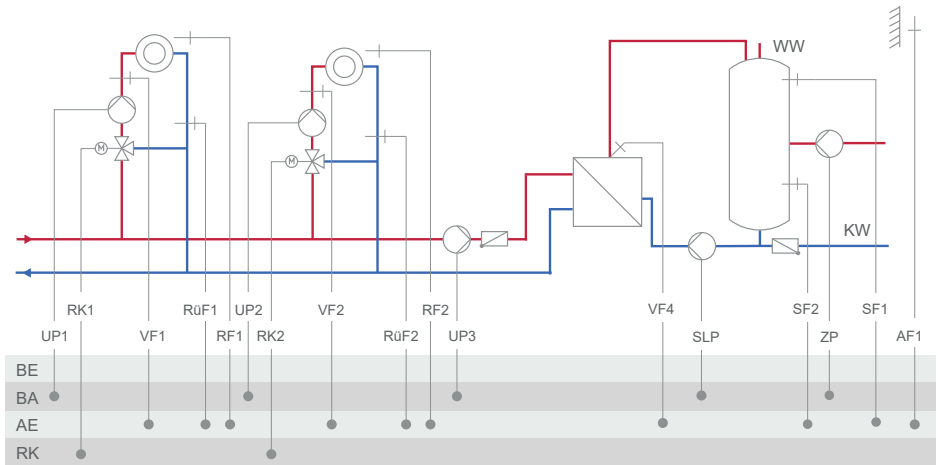 WW
M
M
KW
RK1 RüF1 UP2 VF2 RF2 VF4 SF2 SF1
UP1 VF1 RF1 RK2 RüF2 UP3 SLP ZP AF1
BE
BA
AE
RK